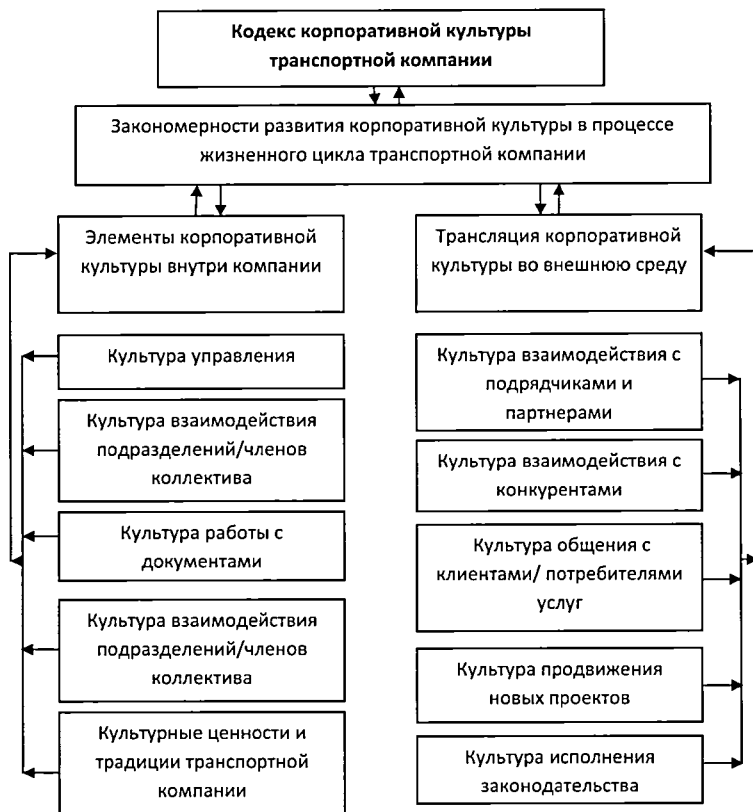 Кодекс корпоративной культуры
транспортной компании
Закономерности развития корпоративной культуры в процессе
жизненного цикла транспортной компании
Элементы корпоративной
культуры внутри компании
Культура управления
Культура взаимодействия
подразделений/членов
коллектива
Культура работы с
документами
Культура взаимодействия
подразделений/членов
коллектива
Культурные ценности и
традиции транспортной
компании
Трансляция корпоративной
культуры во внешнюю среду
Культура взаимодействия с
подрядчиками и
партнерами
Культура взаимодействия с
конкурентами
Культура общения с
клиентами/ потребителями
услуг
Культура продвижения
новых проектов
Культура исполнения
законодательства